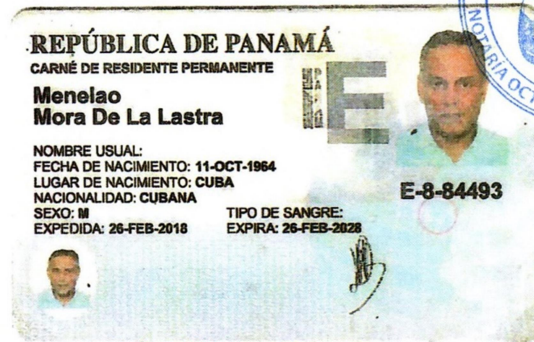 REPÚBLICA DE PANAMÁ
CARNÉ DE RESIDENTE PERMANENTE
Menelao
Mora De La Lastra
NOMBRE USUAL:
FECHA DE NACIMIENTO: 11-OCT-1964
LUGAR DE NACIMIENTO: CUBA
NACIONALIDAD: CUBANA
SEXO: M TIPO DE SANGRE:
EXPEDIDA: 26-FEB-2018 EXPIRA: 26-FEB-2028
E
E-8-84493
NOTARÍA OCT